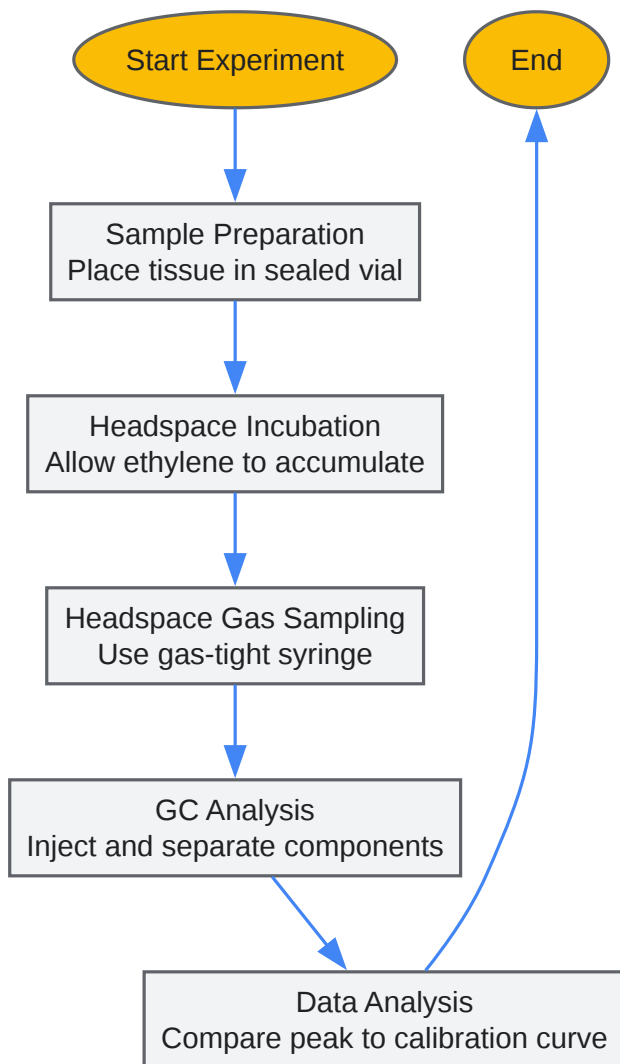 Start Experiment
End
Sample Preparation
Place tissue in sealed vial
Headspace Incubation
Allow ethylene to accumulate
Headspace Gas Sampling
Use gas-tight syringe
GC Analysis
Inject and separate components
Data Analysis
Compare peak to calibration curve